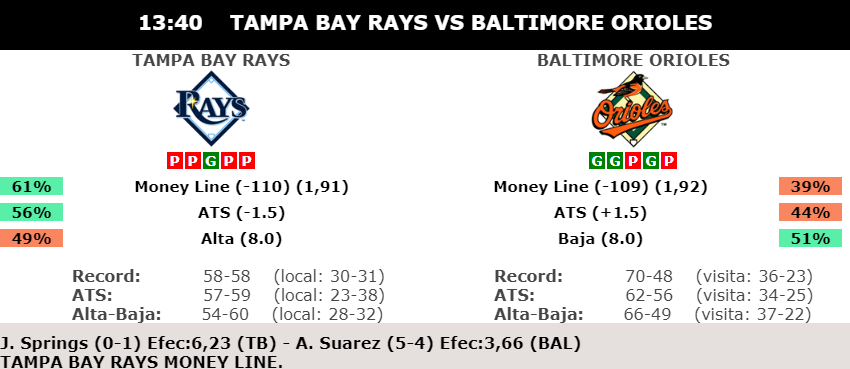 13:40 TAMPA BAY RAYS VS BALTIMORE ORIOLES
TAMPA BAY RAYS BALTIMORE ORIOLES
RAYS Orioles
P P G P P G G P G P
61% Money Line (-110) (1,91) Money Line (-109) (1,92) 39%
56% ATS (-1.5) ATS (+1.5) 44%
49% Alta (8.0) Baja (8.0) 51%
Record: 58-58 (local: 30-31) Record: 70-48 (visita: 36-23)
ATS: 57-59 (local: 23-38) ATS: 62-56 (visita: 34-25)
Alta-Baja: 54-60 (local: 28-32) Alta-Baja: 66-49 (visita: 37-22)
J. Springs (0-1) Efec:6,23 (TB) - A. Suarez (5-4) Efec:3,66 (BAL)
TAMPA BAY RAYS MONEY LINE.